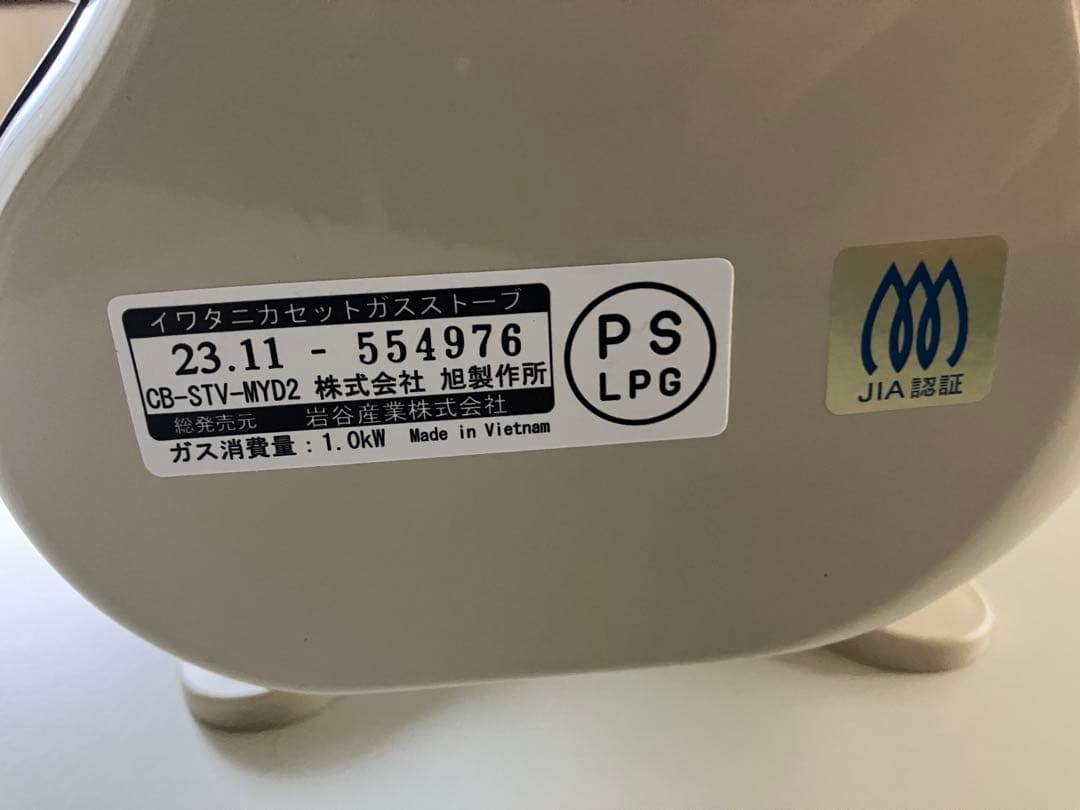 イワタニカセットガスストーブ
23.11 - 554976
CB-STV-MYD2 株式会社 旭製作所
総発売元 岩谷産業株式会社
ガス消費量：1.0kW Made in Vietnam
PS
LPG
JIA認証